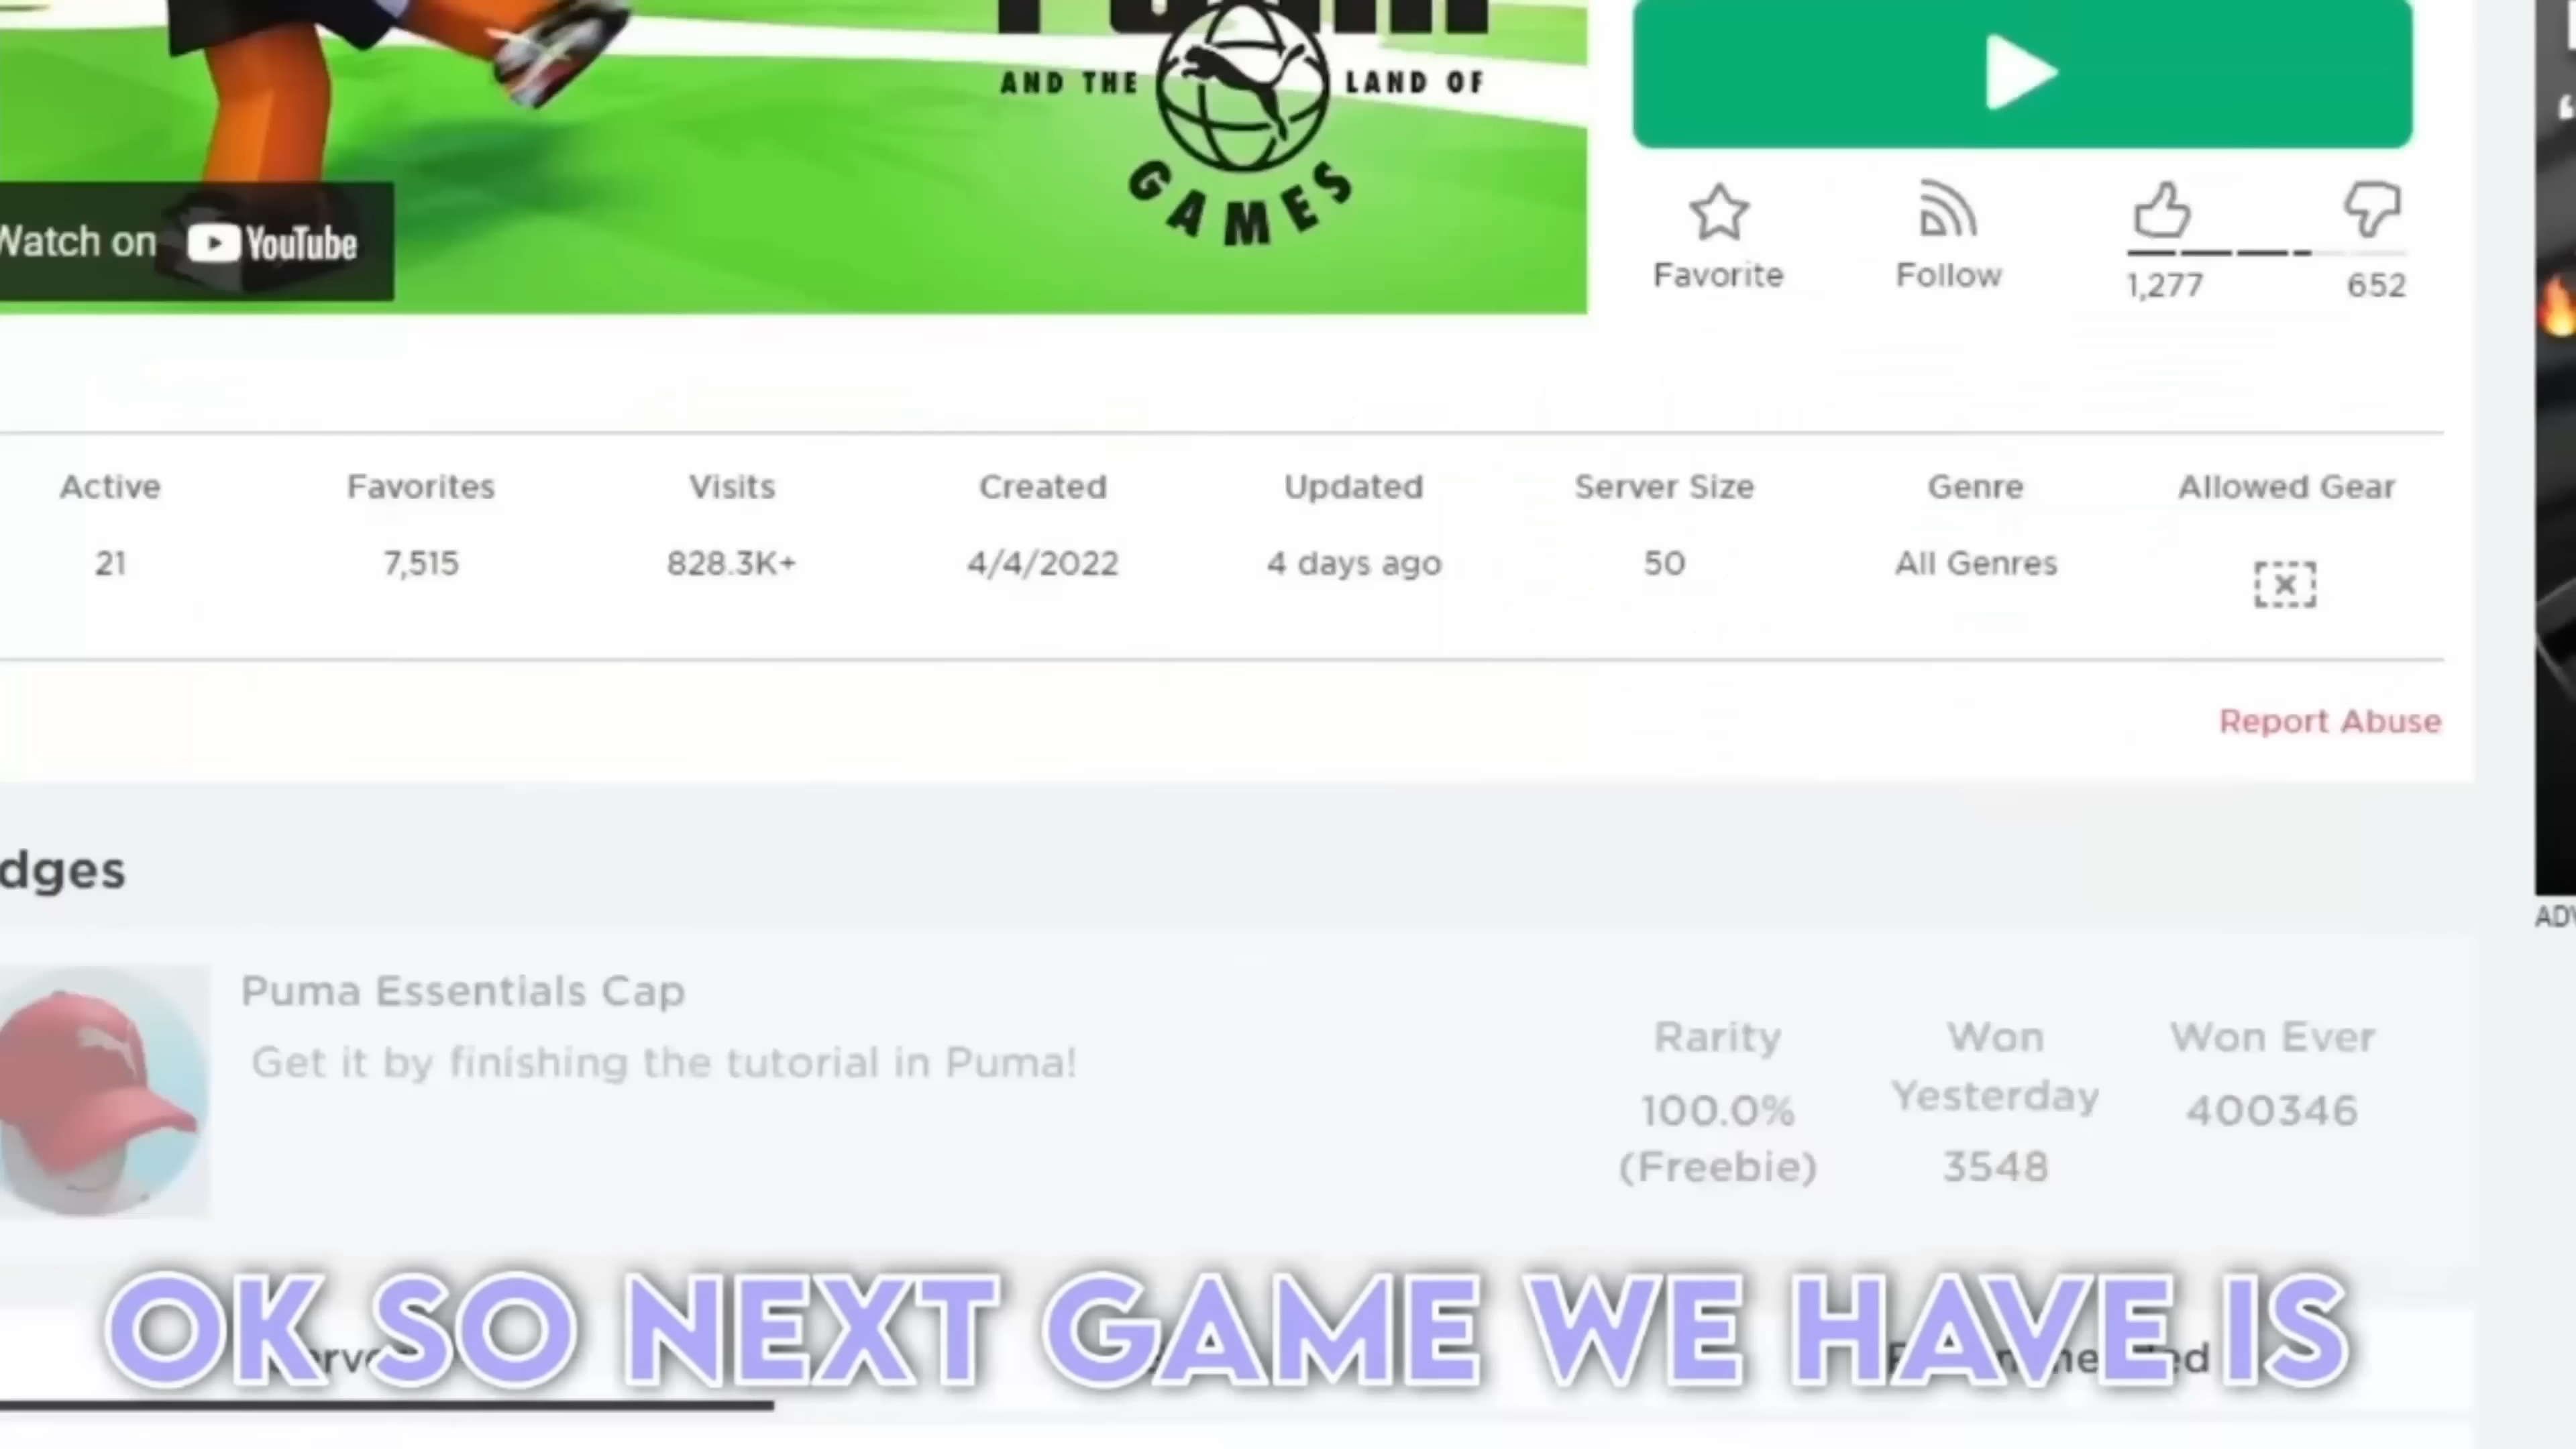 AND THE LAND OF
GAMES
Watch on YouTube
Favorite Follow 1,277 652
Active Favorites Visits Created Updated Server Size Genre Allowed Gear
21 7,515 828.3K+ 4/4/2022 4 days ago 50 All Genres
Report Abuse
dges
Puma Essentials Cap
Get it by finishing the tutorial in Puma!
Rarity Won Yesterday Won Ever
100.0% (Freebie) 3548 400346
OK SO NEXT GAME WE HAVE IS